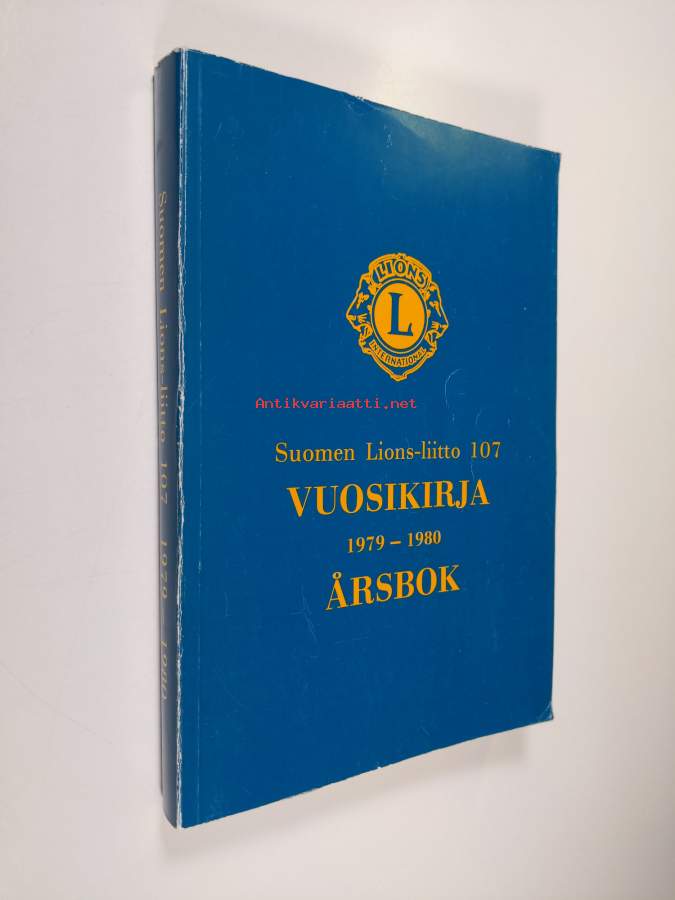 LIONS
L
INTERNATIONAL
Antikvariaatti.net
Suomen Lions-liitto 107
VUOSIKIRJA
1979 – 1980
ÅRSBOK
Suomen Lions-liitto 107 1979 - 1980